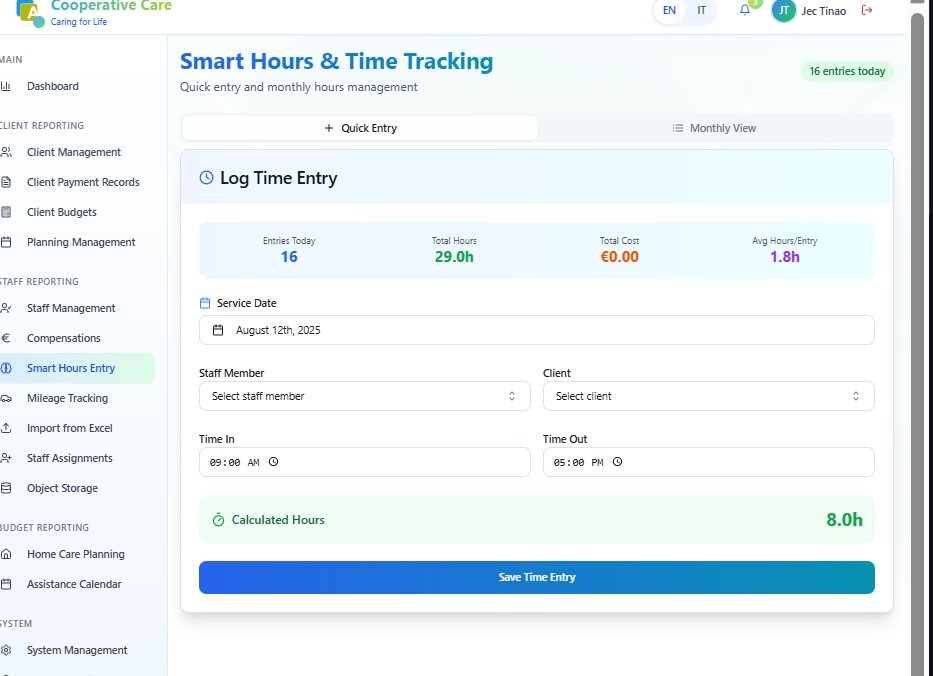 Cooperative Care
Caring for Life
EN IT
3
JT Jec Tinao
MAIN
Dashboard
CLIENT REPORTING
Client Management
Client Payment Records
Client Budgets
Planning Management
STAFF REPORTING
Staff Management
Compensations
Smart Hours Entry
Mileage Tracking
Import from Excel
Staff Assignments
Object Storage
BUDGET REPORTING
Home Care Planning
Assistance Calendar
SYSTEM
System Management
Smart Hours & Time Tracking
Quick entry and monthly hours management
16 entries today
Quick Entry
Monthly View
Log Time Entry
Entries Today
16
Total Hours
29.0h
Total Cost
€0.00
Avg Hours/Entry
1.8h
Service Date
August 12th, 2025
Staff Member
Select staff member
Client
Select client
Time In
09:00 AM
Time Out
05:00 PM
Calculated Hours
8.0h
Save Time Entry